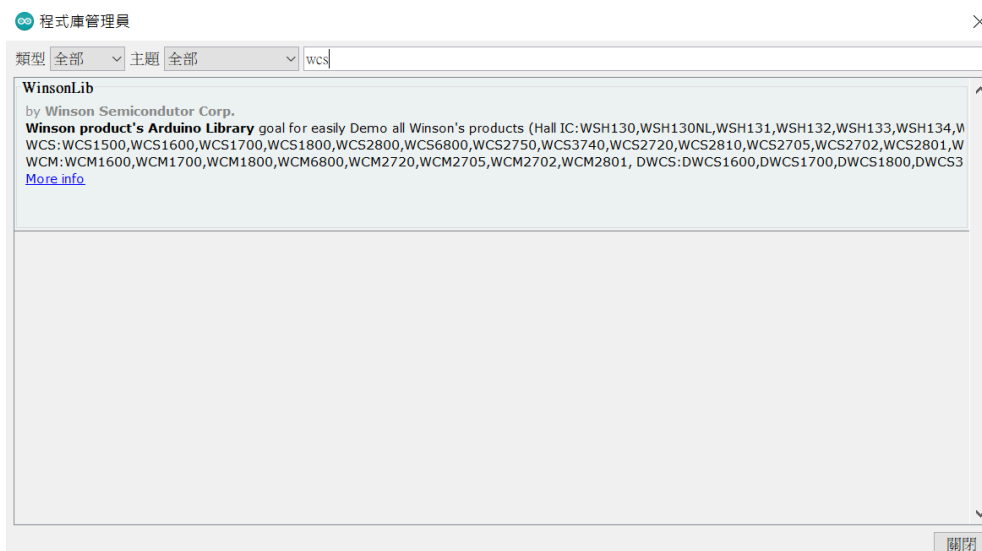 程式庫管理員
類型 全部 主題 全部 wcs
WinsonLib
by Winson Semicondutor Corp.
Winson product's Arduino Library goal for easily Demo all Winson's products (Hall IC:WSH130,WSH130NL,WSH131,WSH132,WSH133,WSH134,W
WCS:WCS1500,WCS1600,WCS1700,WCS1800,WCS2800,WCS6800,WCS2750,WCS3740,WCS2720,WCS2810,WCS2705,WCS2702,WCS2801,W
WCM:WCM1600,WCM1700,WCM1800,WCM6800,WCM2720,WCM2705,WCM2702,WCM2801, DWCS:DWCS1600,DWCS1700,DWCS1800,DWCS3
More info
關閉